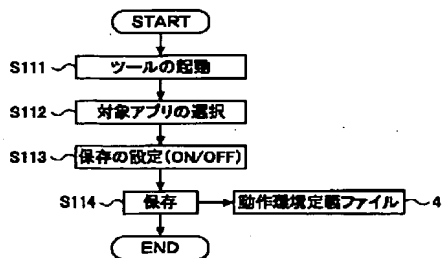 START
S111 ツールの起動
S112 対象アプリの選択
S113 保存の設定(ON/OFF)
S114 保存 動作環境定義ファイル 4
END